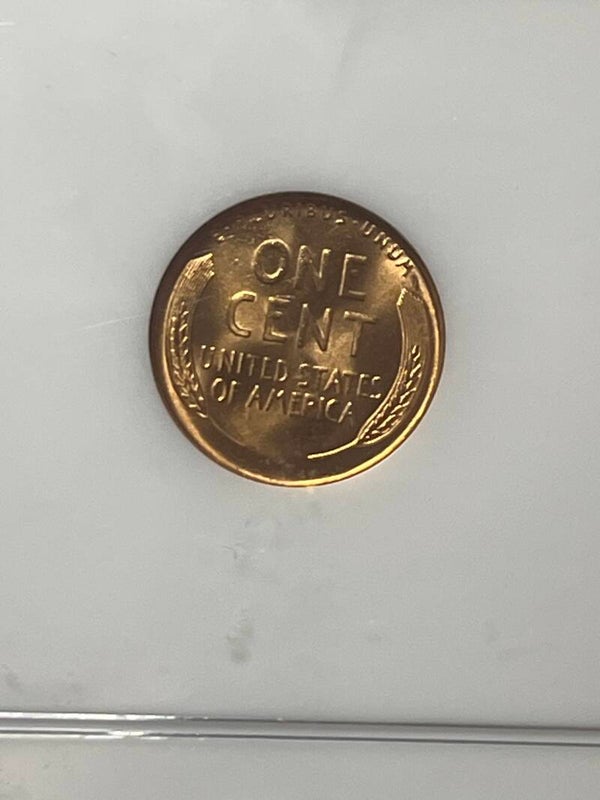 E·PLURIBUS·UNUM
ONE
CENT
UNITED STATES
OF AMERICA